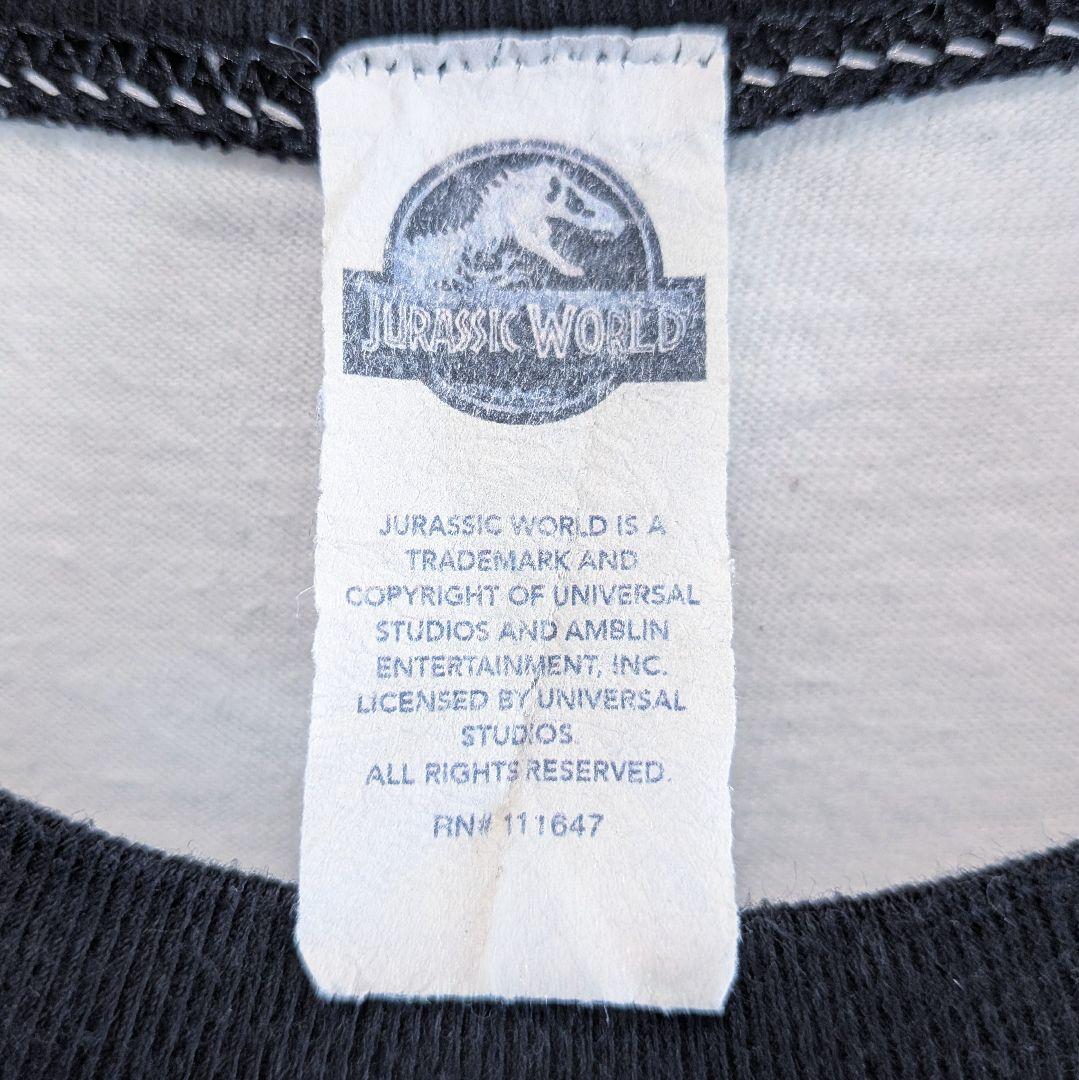 JURASSIC WORLD
JURASSIC WORLD IS A
TRADEMARK AND
COPYRIGHT OF UNIVERSAL
STUDIOS AND AMBLIN
ENTERTAINMENT, INC.
LICENSED BY UNIVERSAL
STUDIOS.
ALL RIGHTS RESERVED.
RN# 111647